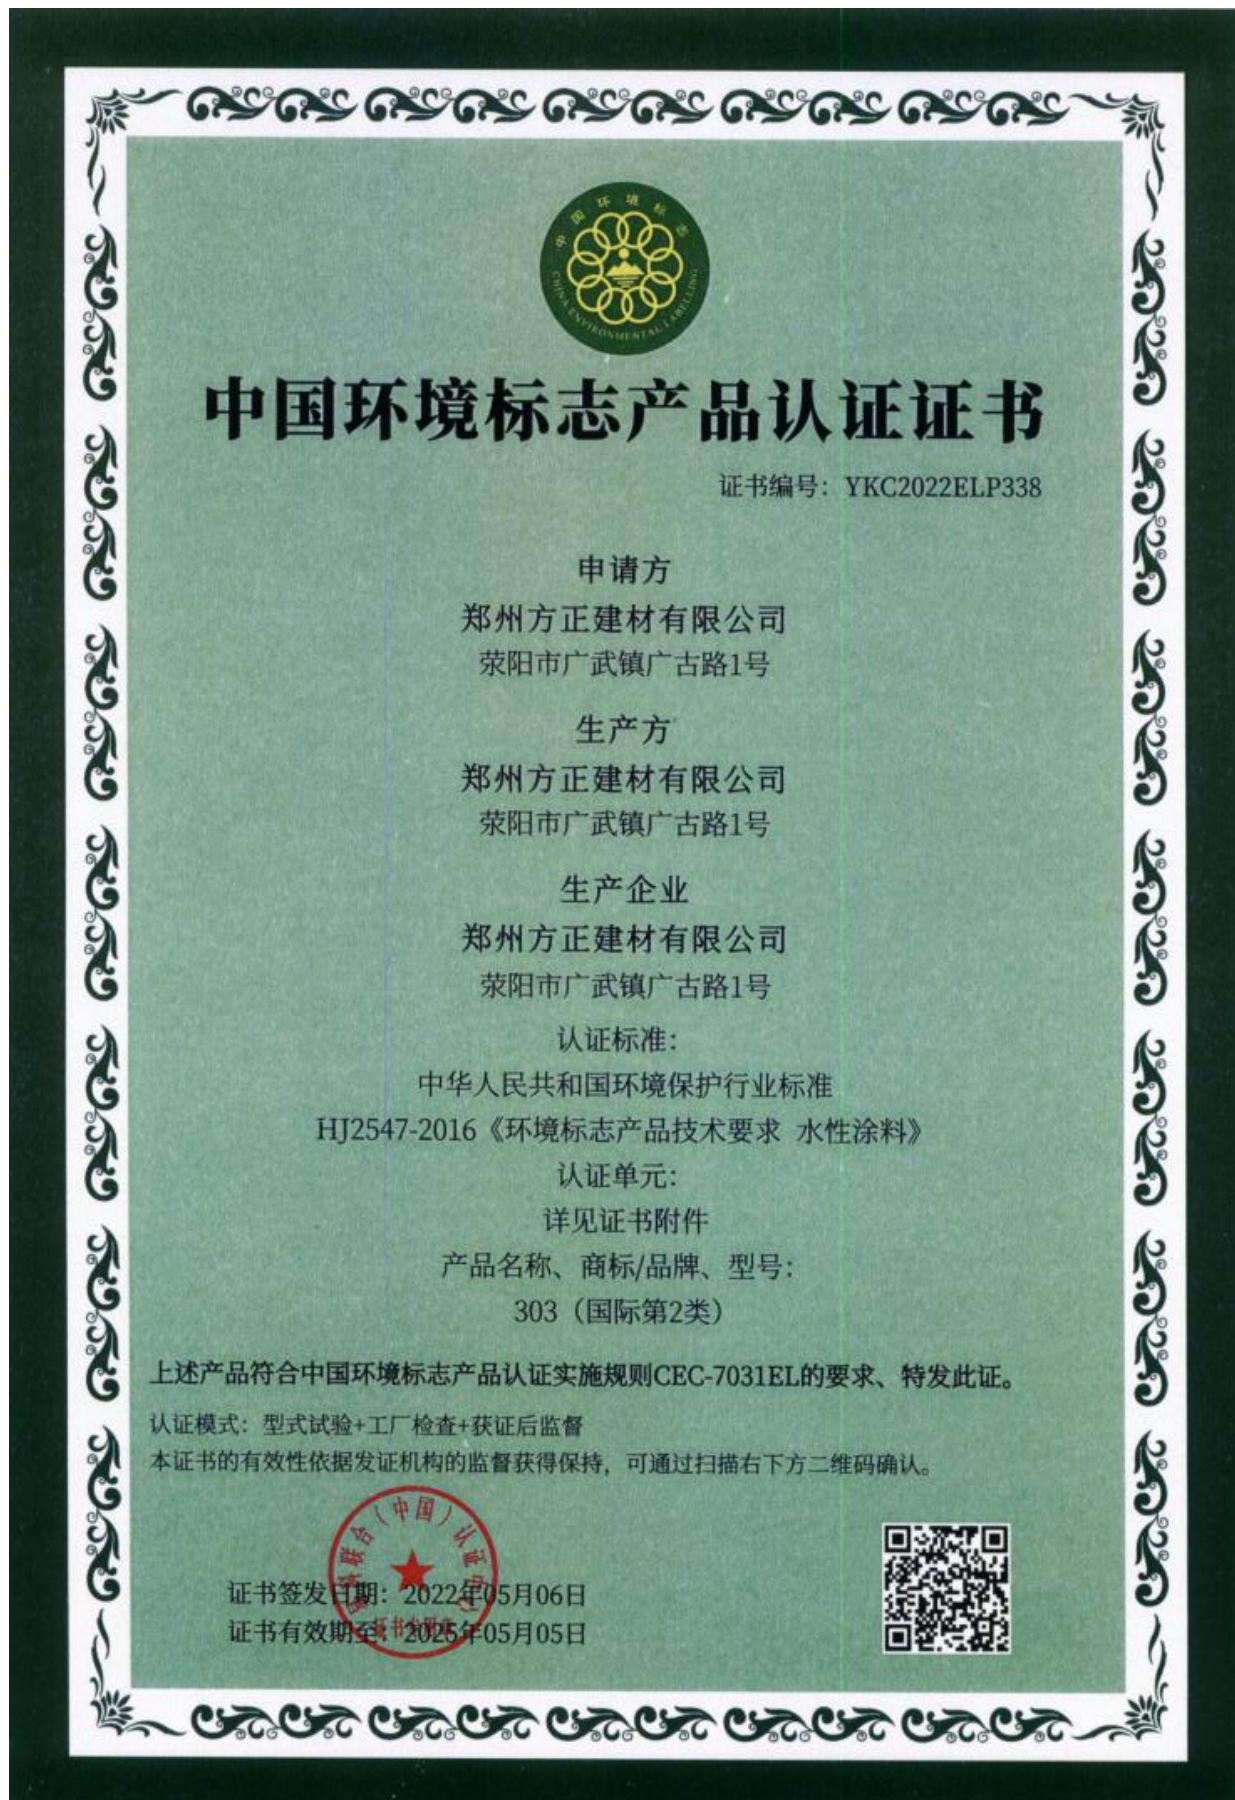 中国环境标志
CHINA ENVIRONMENTAL LABELLING
中国环境标志产品认证证书
证书编号：YKC2022ELP338
申请方
郑州方正建材有限公司
荥阳市广武镇广古路1号
生产方
郑州方正建材有限公司
荥阳市广武镇广古路1号
生产企业
郑州方正建材有限公司
荥阳市广武镇广古路1号
认证标准：
中华人民共和国环境保护行业标准
HJ2547-2016《环境标志产品技术要求 水性涂料》
认证单元：
详见证书附件
产品名称、商标/品牌、型号：
303（国际第2类）
上述产品符合中国环境标志产品认证实施规则CEC-7031EL的要求、特发此证。
认证模式：型式试验+工厂检查+获证后监督
本证书的有效性依据发证机构的监督获得保持，可通过扫描右下方二维码确认。
联合（中国）认证
证书签发日期：2022年05月06日
证书有效期至：2025年05月05日